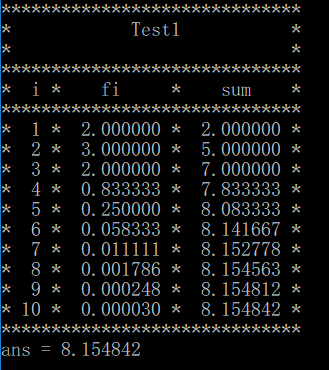 ******************************
*            Test1           *
*                            *
******************************
*  i *    fi     *    sum    *
******************************
*  1 *  2.000000 *  2.000000 *
*  2 *  3.000000 *  5.000000 *
*  3 *  2.000000 *  7.000000 *
*  4 *  0.833333 *  7.833333 *
*  5 *  0.250000 *  8.083333 *
*  6 *  0.058333 *  8.141667 *
*  7 *  0.011111 *  8.152778 *
*  8 *  0.001786 *  8.154563 *
*  9 *  0.000248 *  8.154812 *
* 10 *  0.000030 *  8.154842 *
******************************
ans = 8.154842